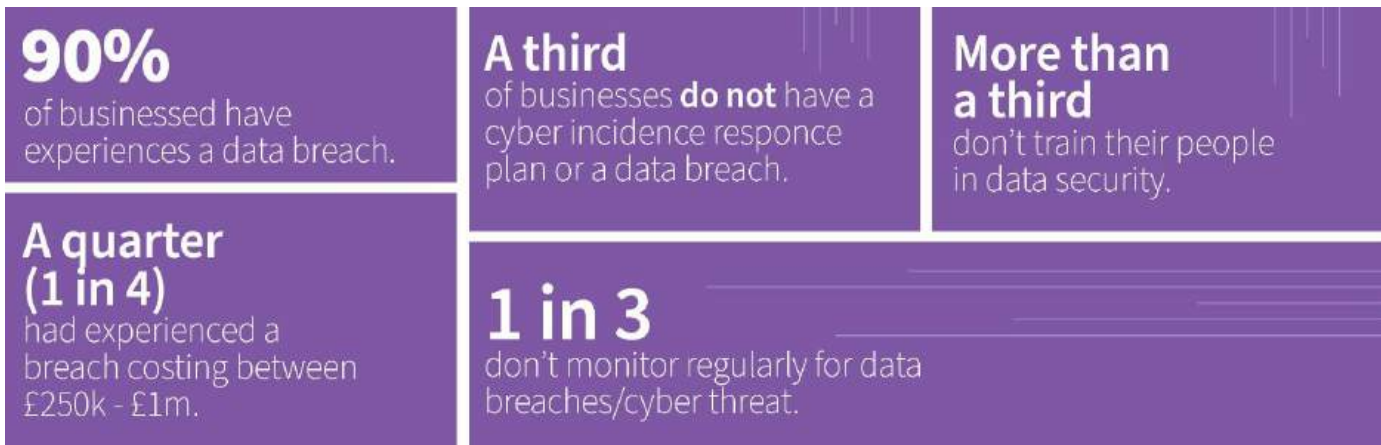 90%
of businessed have
experiences a data breach.
A third
of businesses do not have a
cyber incidence responce
plan or a data breach.
More than
a third
don't train their people
in data security.
A quarter
(1 in 4)
had experienced a
breach costing between
£250k - £1m.
1 in 3
don't monitor regularly for data
breaches/cyber threat.